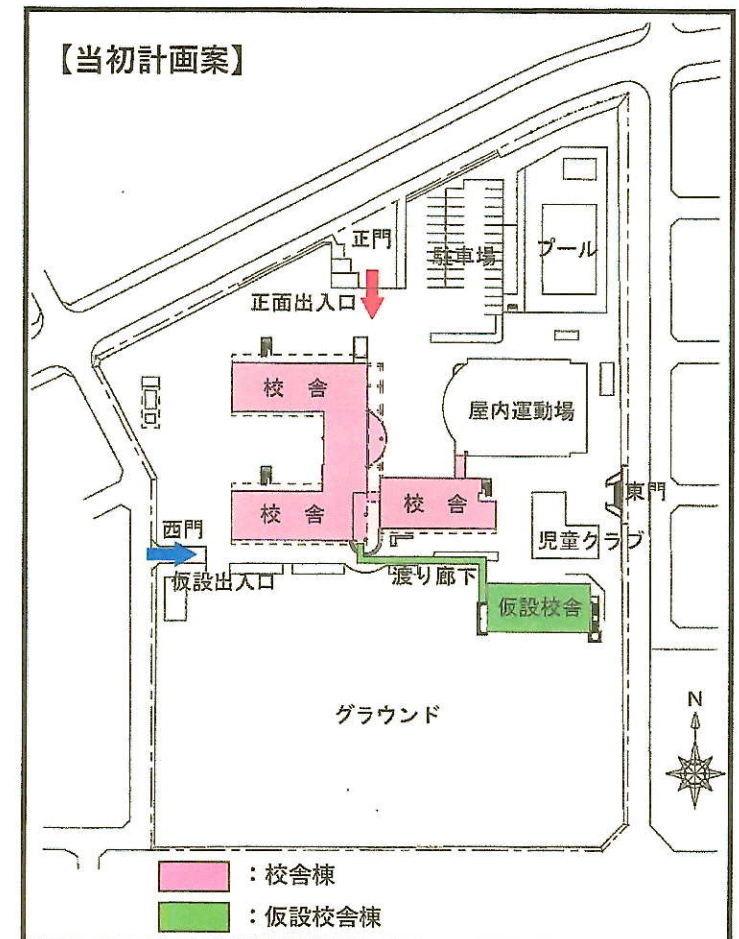 【当初計画案】
正門
駐車場
プール
正面出入口
校 舎
屋内運動場
校 舎
校 舎
東門
西門
児童クラブ
仮設出入口
渡り廊下
仮設校舎
グラウンド
N
：校舎棟
：仮設校舎棟